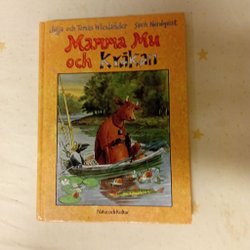 Jujja och Tomas Wieslander Sven Nordqvist
Mamma Mu
och Kråkan
Natur och Kultur